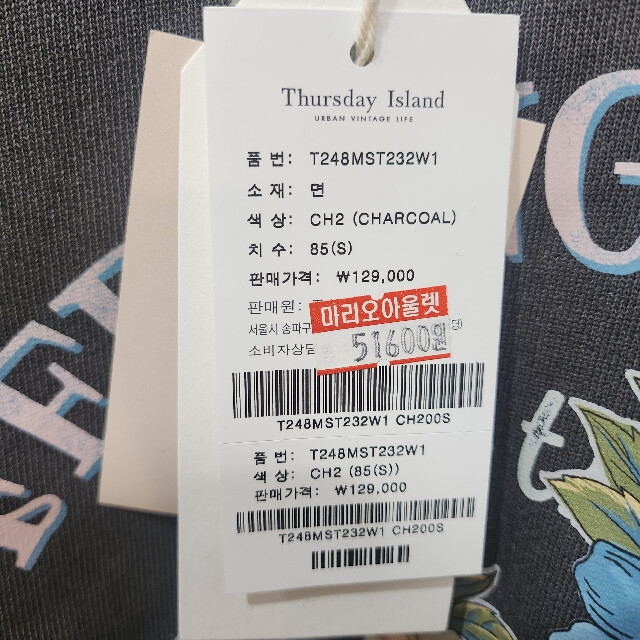 Thursday Island
URBAN VINTAGE LIFE
품 번: T248MST232W1
소 재: 면
색 상: CH2 (CHARCOAL)
치 수: 85(S)
판매가격: ₩129,000
판매원:
마리오아울렛
서울시 송파구
51600원
소비자상담
T248MST232W1 CH200S
품 번: T248MST232W1
색 상: CH2 (85(S))
판매가격: ₩129,000
T248MST232W1 CH200S